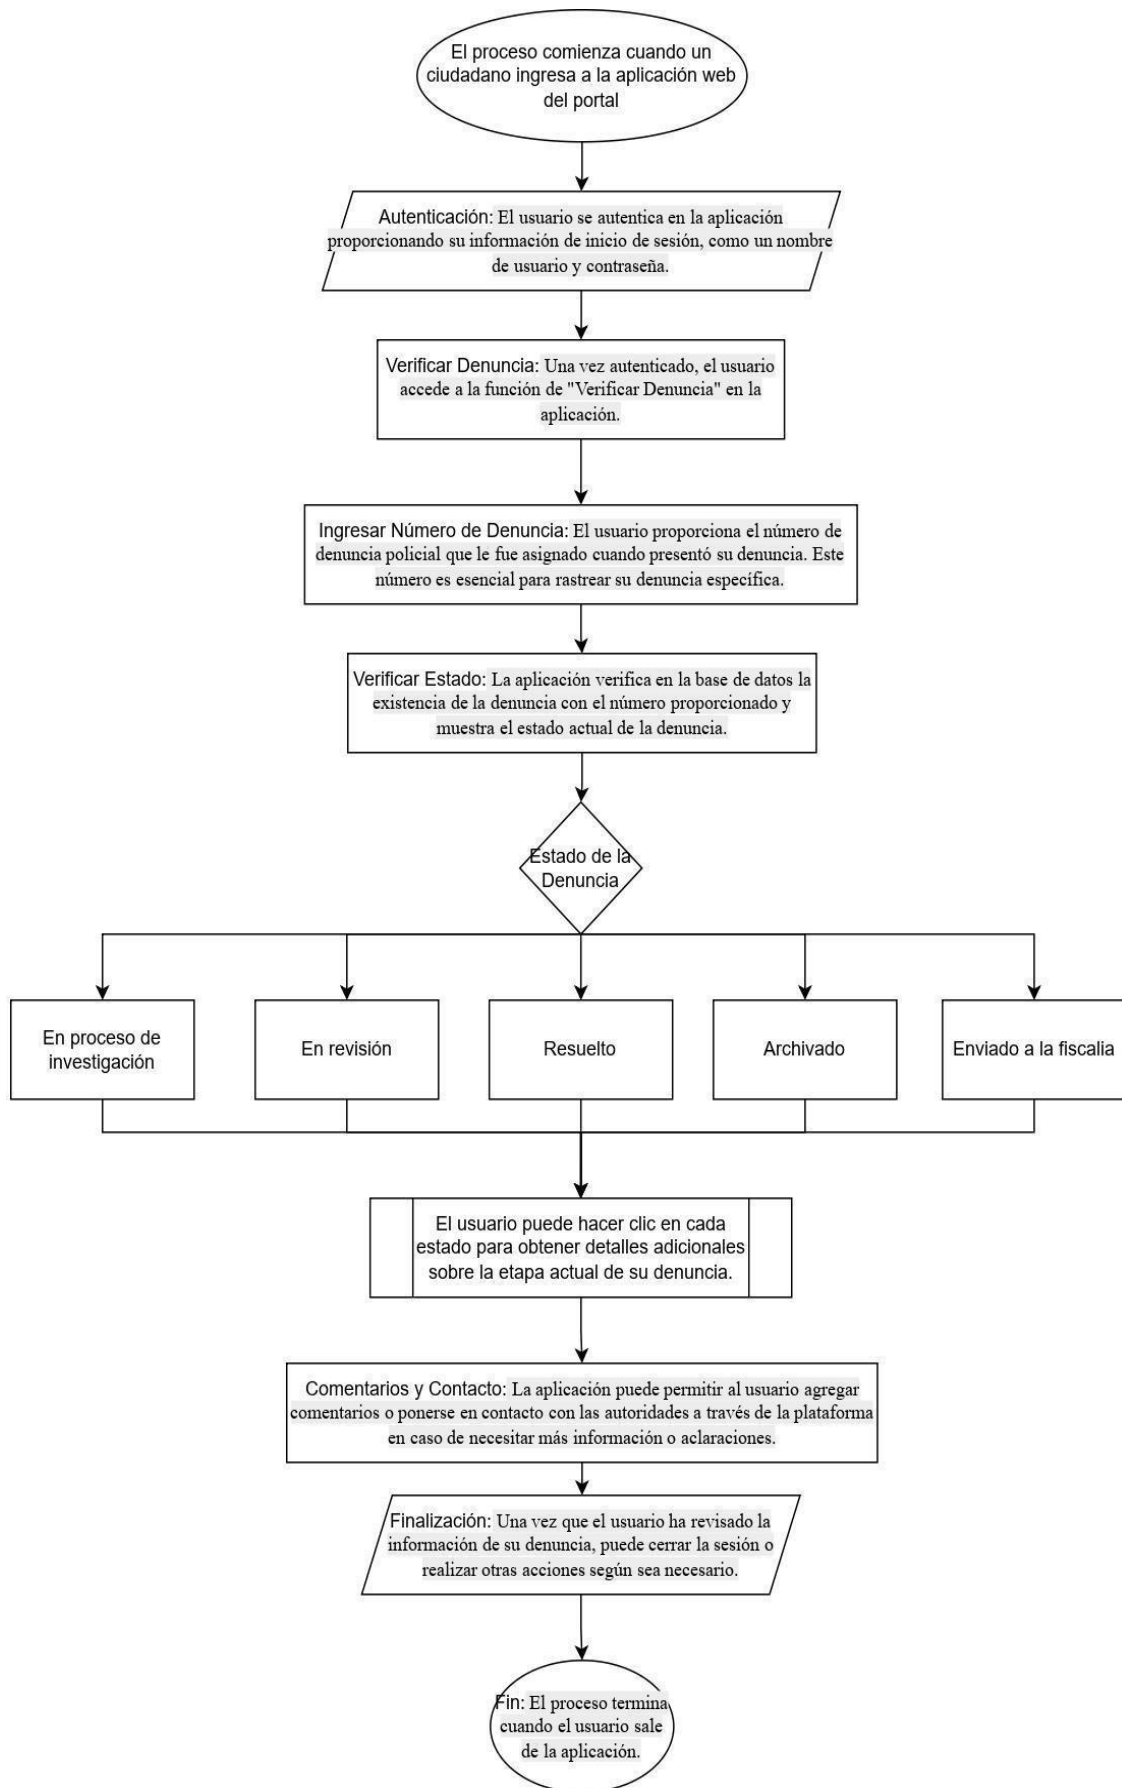 El proceso comienza cuando un
ciudadano ingresa a la aplicación web
del portal
Autenticación: El usuario se autentica en la aplicación
proporcionando su información de inicio de sesión, como un nombre
de usuario y contraseña.
Verificar Denuncia: Una vez autenticado, el usuario
accede a la función de "Verificar Denuncia" en la
aplicación.
Ingresar Número de Denuncia: El usuario proporciona el número de
denuncia policial que le fue asignado cuando presentó su denuncia. Este
número es esencial para rastrear su denuncia específica.
Verificar Estado: La aplicación verifica en la base de datos la
existencia de la denuncia con el número proporcionado y
muestra el estado actual de la denuncia.
Estado de la
Denuncia
En proceso de
investigación
En revisión
Resuelto
Archivado
Enviado a la fiscalia
El usuario puede hacer clic en cada
estado para obtener detalles adicionales
sobre la etapa actual de su denuncia.
Comentarios y Contacto: La aplicación puede permitir al usuario agregar
comentarios o ponerse en contacto con las autoridades a través de la plataforma
en caso de necesitar más información o aclaraciones.
Finalización: Una vez que el usuario ha revisado la
información de su denuncia, puede cerrar la sesión o
realizar otras acciones según sea necesario.
Fin: El proceso termina
cuando el usuario sale
de la aplicación.